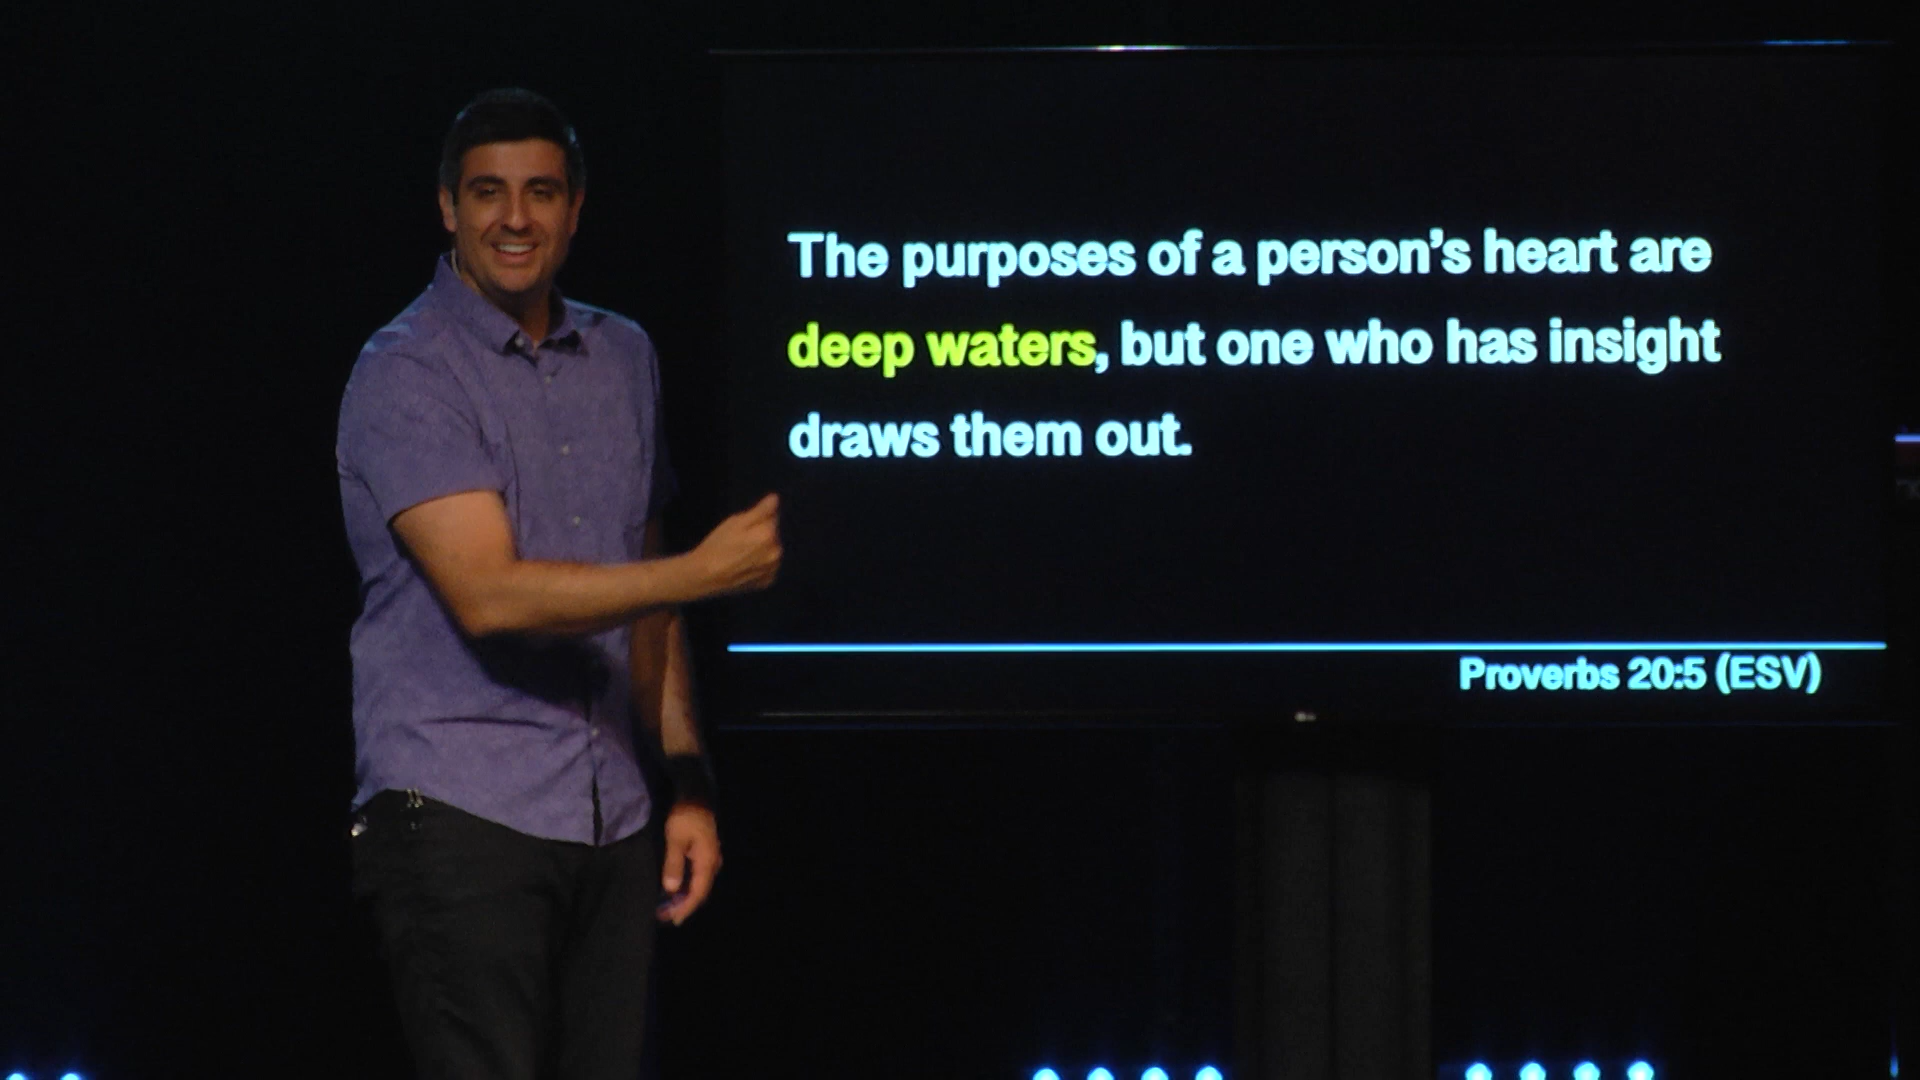 The purposes of a person's heart are
deep waters, but one who has insight
draws them out.
Proverbs 20:5 (ESV)